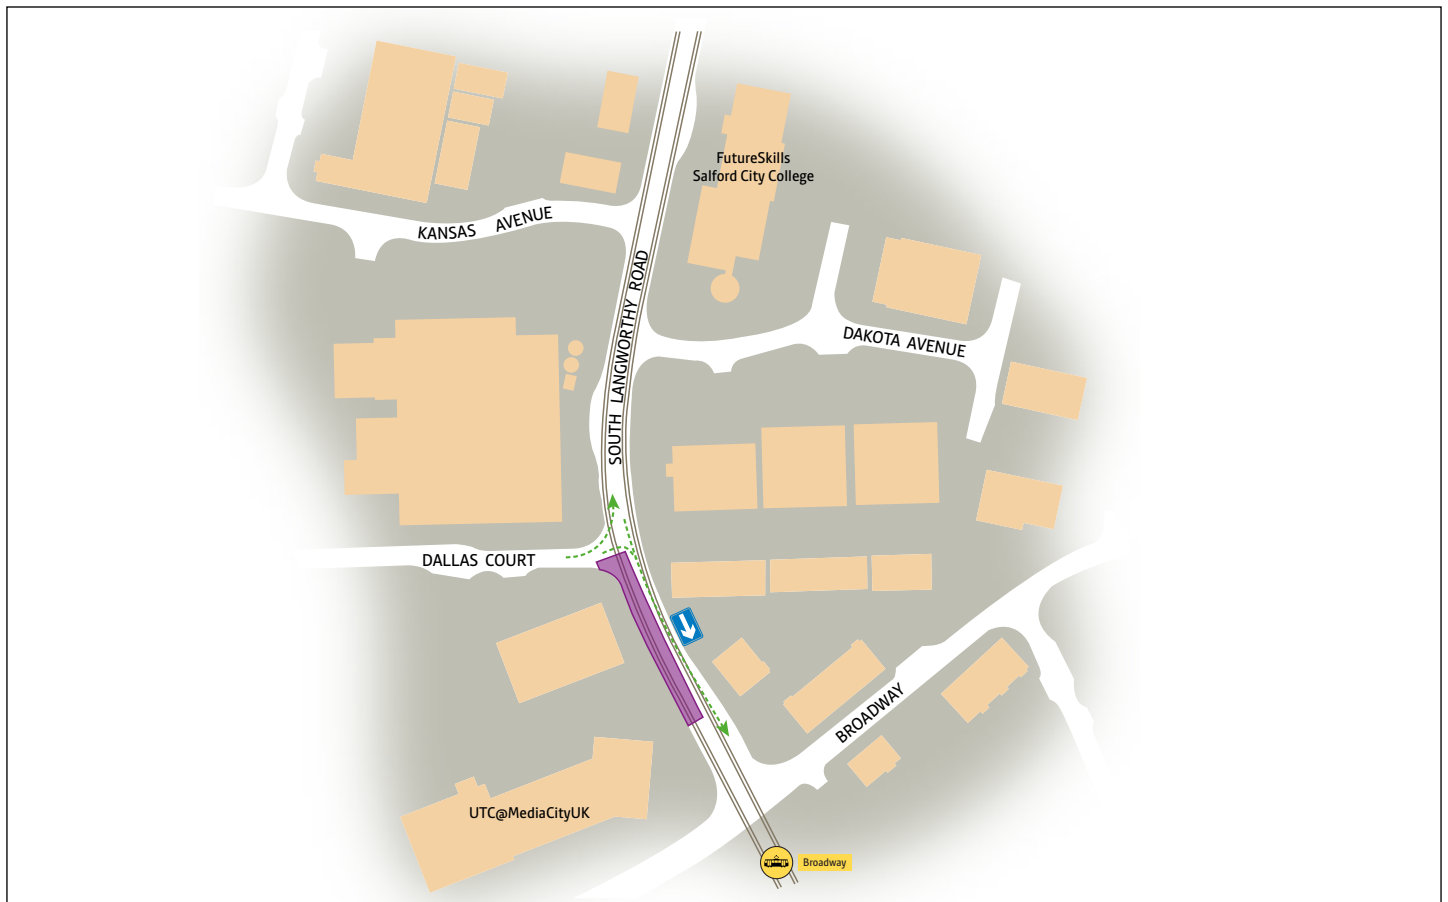 FutureSkills
Salford City College
KANSAS AVENUE
SOUTH LANGWORTHY ROAD
DAKOTA AVENUE
DALLAS COURT
BROADWAY
UTC@MediaCityUK
Broadway